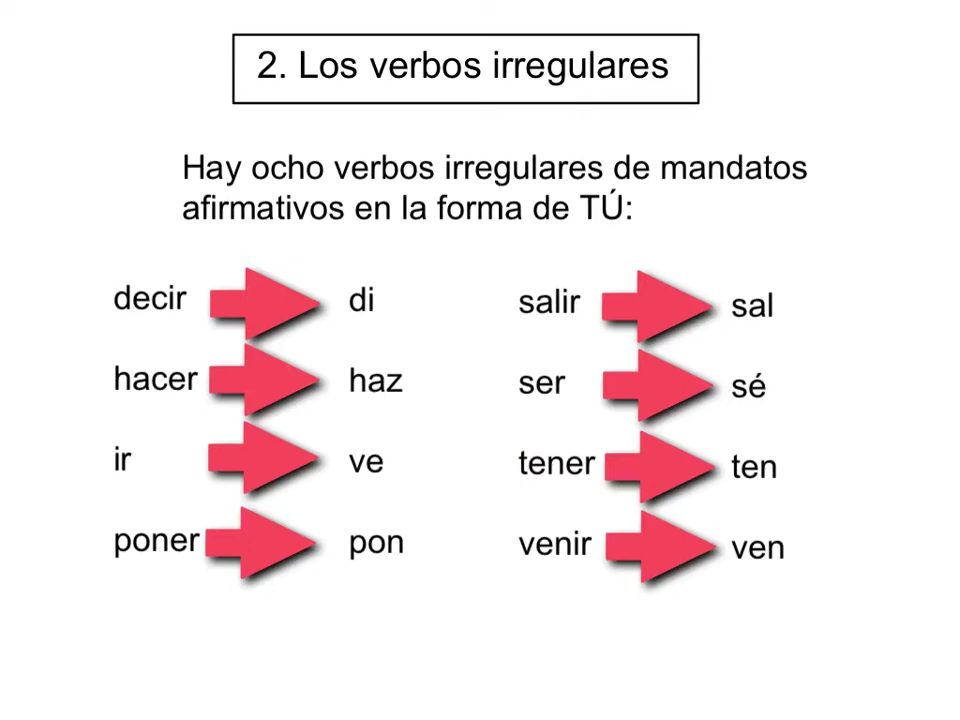 2. Los verbos irregulares
Hay ocho verbos irregulares de mandatos
afirmativos en la forma de TÚ:
decir di salir sal
hacer haz ser sé
ir ve tener ten
poner pon venir ven